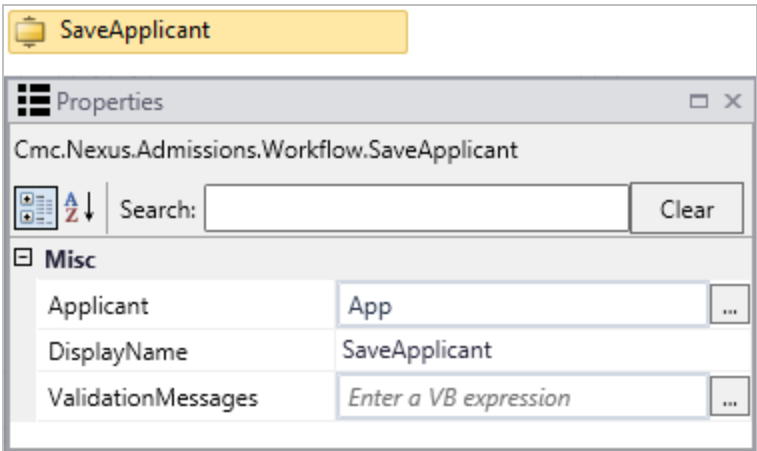 SaveApplicant
Properties
Cmc.Nexus.Admissions.Workflow.SaveApplicant
A Z Search: Clear
Misc
Applicant App ...
DisplayName SaveApplicant
ValidationMessages Enter a VB expression ...